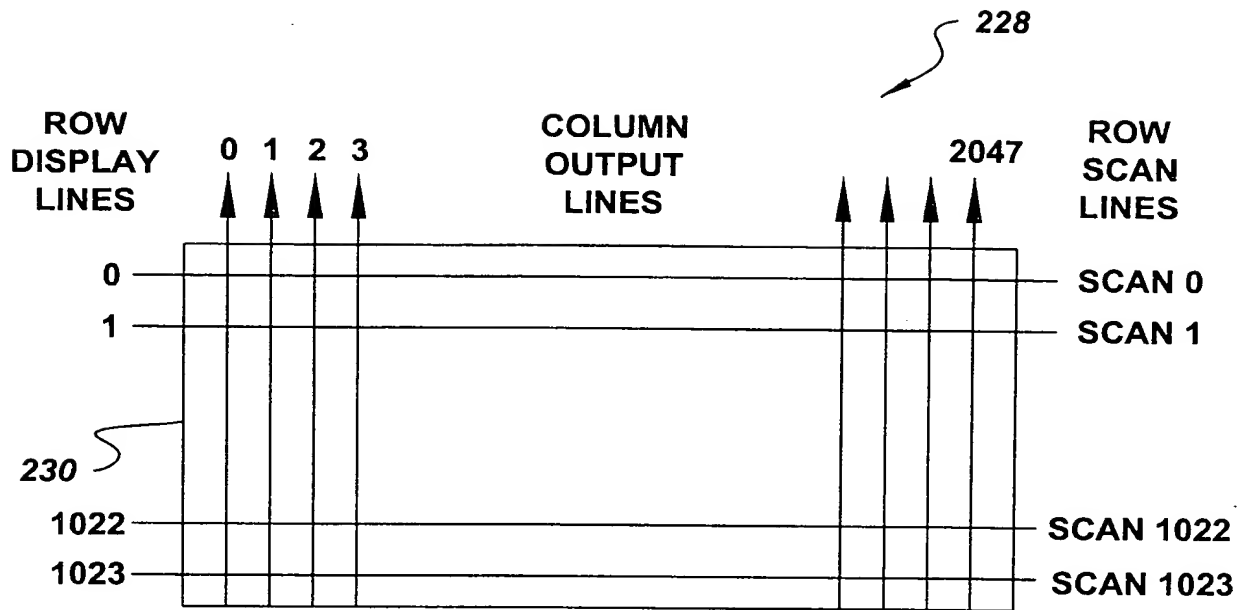 228
ROW
DISPLAY
LINES
0 1 2 3
COLUMN
OUTPUT
LINES
2047
ROW
SCAN
LINES
0
SCAN 0
1
SCAN 1
230
1022
SCAN 1022
1023
SCAN 1023